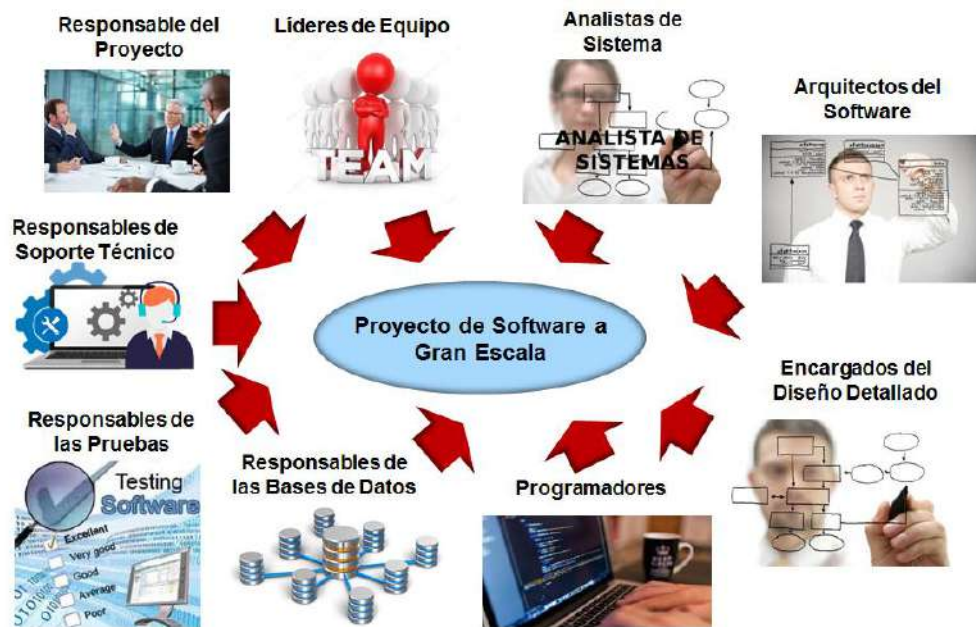 Responsable del
Proyecto
Líderes de Equipo
TEAM
Analistas de
Sistema
ANALISTA DE
SISTEMAS
Arquitectos del
Software
Responsables de
Soporte Técnico
Proyecto de Software a
Gran Escala
Encargados del
Diseño Detallado
Responsables de
las Pruebas
Testing
Software
Excellent
Very good
Good
Average
Poor
Responsables de
las Bases de Datos
Programadores